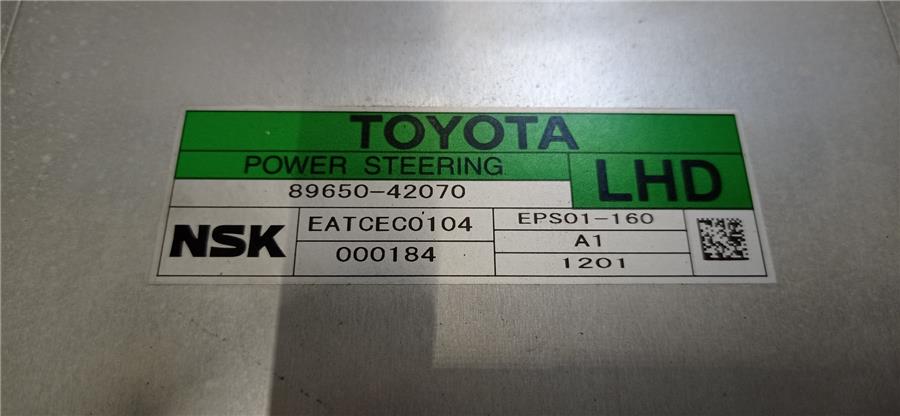 TOYOTA
POWER STEERING
LHD
89650-42070
NSK
EATCEC0104
000184
EPS01-160
A1
1201